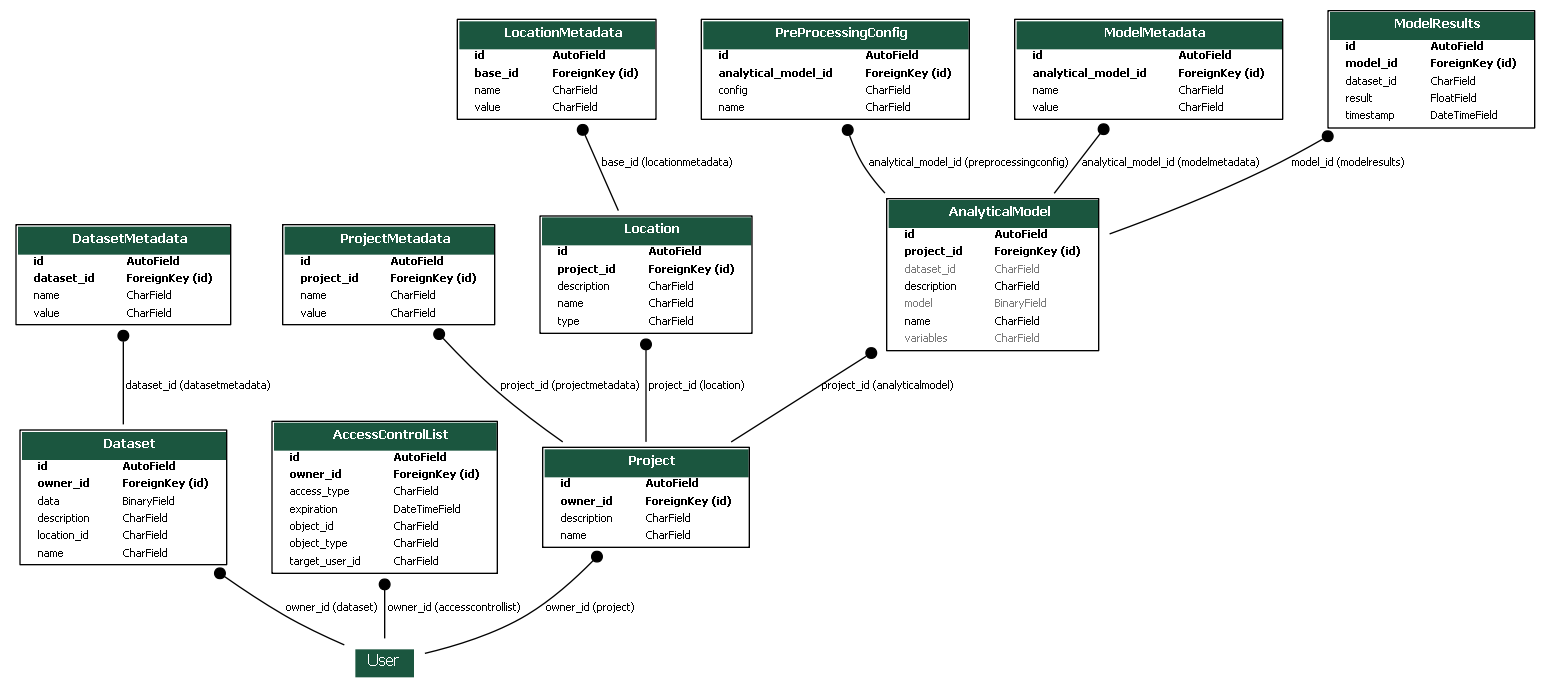 LocationMetadata
id AutoField
base_id ForeignKey (id)
name CharField
value CharField
PreProcessingConfig
id AutoField
analytical_model_id ForeignKey (id)
config CharField
name CharField
ModelMetadata
id AutoField
analytical_model_id ForeignKey (id)
name CharField
value CharField
ModelResults
id AutoField
model_id ForeignKey (id)
dataset_id CharField
result FloatField
timestamp DateTimeField
base_id (locationmetadata)
analytical_model_id (preprocessingconfig)
analytical_model_id (modelmetadata)
model_id (modelresults)
DatasetMetadata
id AutoField
dataset_id ForeignKey (id)
name CharField
value CharField
ProjectMetadata
id AutoField
project_id ForeignKey (id)
name CharField
value CharField
Location
id AutoField
project_id ForeignKey (id)
description CharField
name CharField
type CharField
AnalyticalModel
id AutoField
project_id ForeignKey (id)
dataset_id CharField
description CharField
model BinaryField
name CharField
variables CharField
dataset_id (datasetmetadata)
project_id (projectmetadata)
project_id (location)
project_id (analyticalmodel)
Dataset
id AutoField
owner_id ForeignKey (id)
data BinaryField
description CharField
location_id CharField
name CharField
AccessControlList
id AutoField
owner_id ForeignKey (id)
access_type CharField
expiration DateTimeField
object_id CharField
object_type CharField
target_user_id CharField
Project
id AutoField
owner_id ForeignKey (id)
description CharField
name CharField
owner_id (dataset)
owner_id (accesscontrollist)
owner_id (project)
User